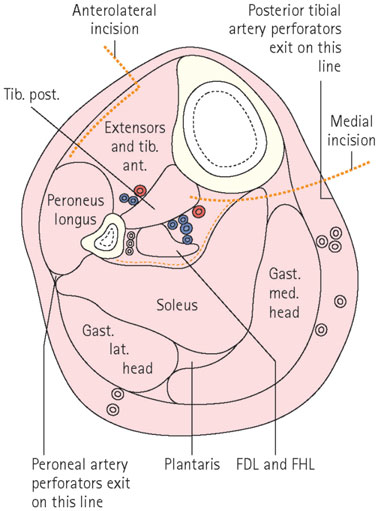 Anterolateral
incision
Posterior tibial
artery perforators
exit on this
line
Tib. post.
Extensors
and tib.
ant.
Medial
incision
Peroneus
longus
Gast.
med.
head
Soleus
Gast.
lat.
head
Peroneal artery
perforators exit
on this line
Plantaris
FDL and FHL